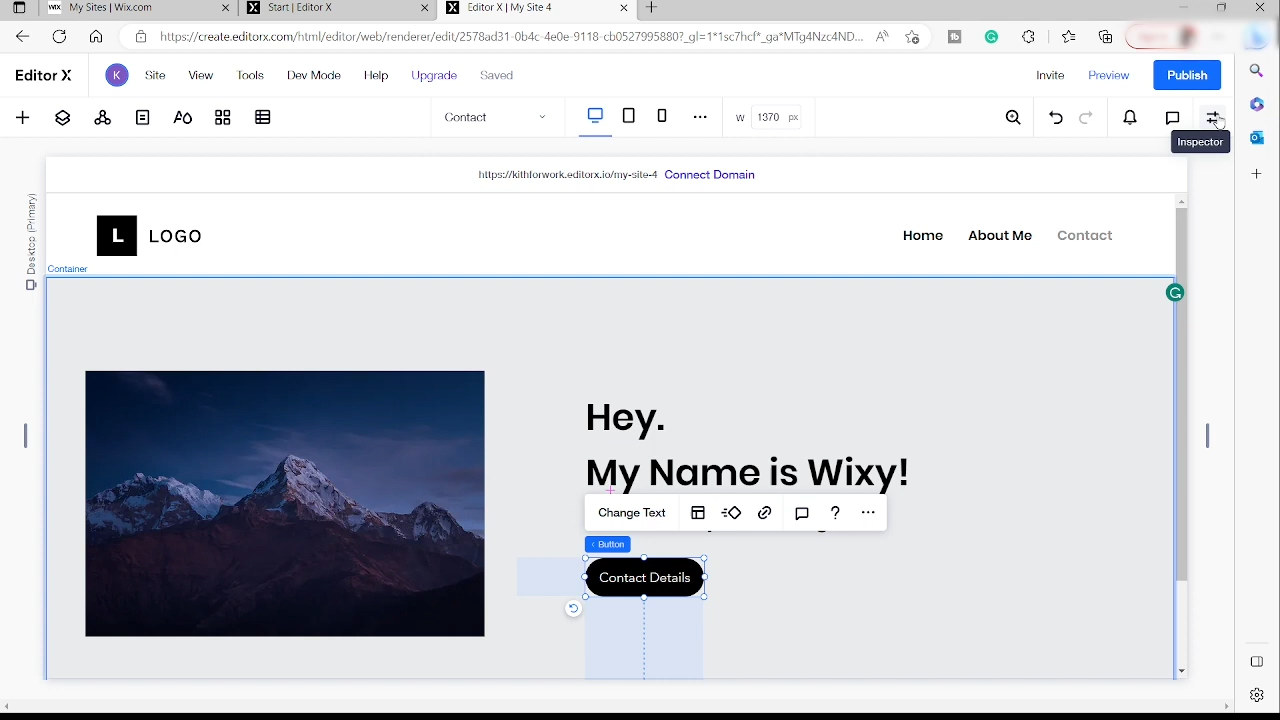 WIX My Sites | Wix.com
X Start | Editor X
X Editor X | My Site 4
https://create.editorx.com/html/editor/web/renderer/edit/2578ad31-0b4c-4e0e-9118-cb0527995880?_gl=1*1sc7hcf*_ga*MTg4Nzc4ND...
Editor X K Site View Tools Dev Mode Help Upgrade Saved Invite Preview Publish
Contact W 1370 px
Inspector
https://kithforwork.editorx.io/my-site-4 Connect Domain
Desktop (Primary)
L LOGO Home About Me Contact
Container
Hey.
My Name is Wixy!
Change Text ?
< Button
Contact Details